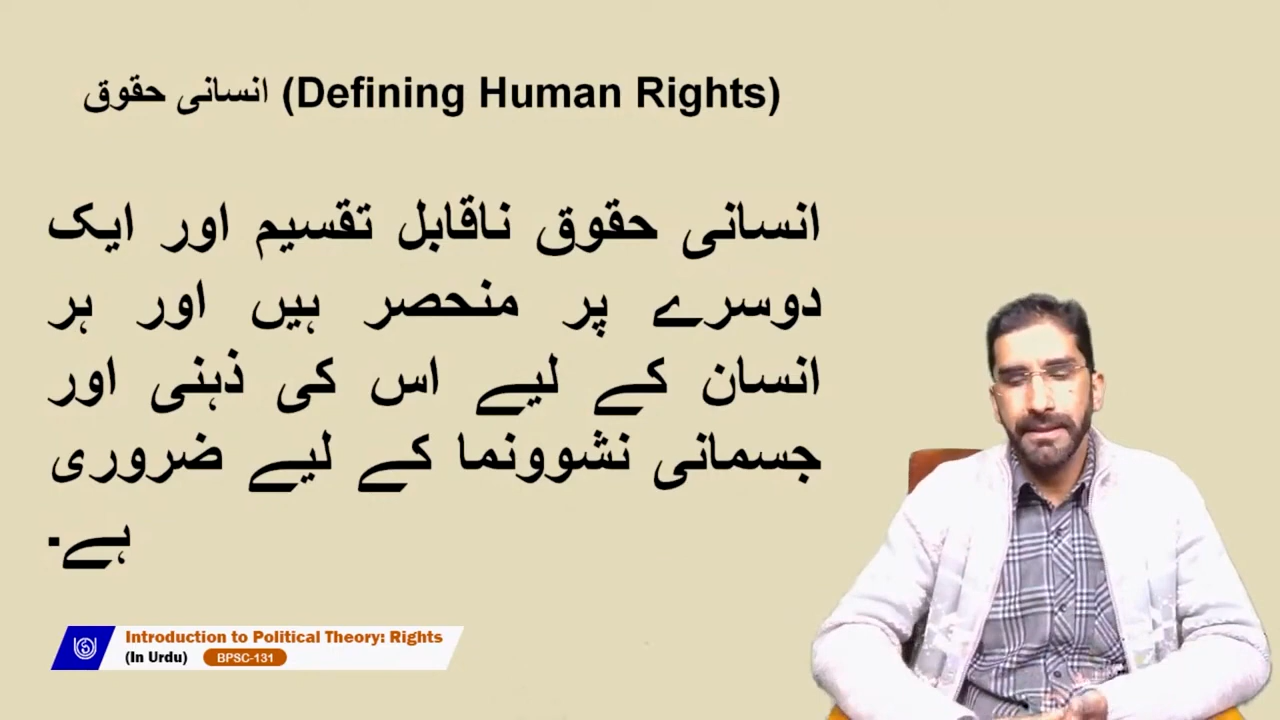 انسانی حقوق (Defining Human Rights)
انسانی حقوق ناقابل تقسیم اور ایک
دوسرے پر منحصر ہیں اور ہر
انسان کے لیے اس کی ذہنی اور
جسمانی نشوونما کے لیے ضروری
ہے۔
Introduction to Political Theory: Rights
(In Urdu) BPSC-131